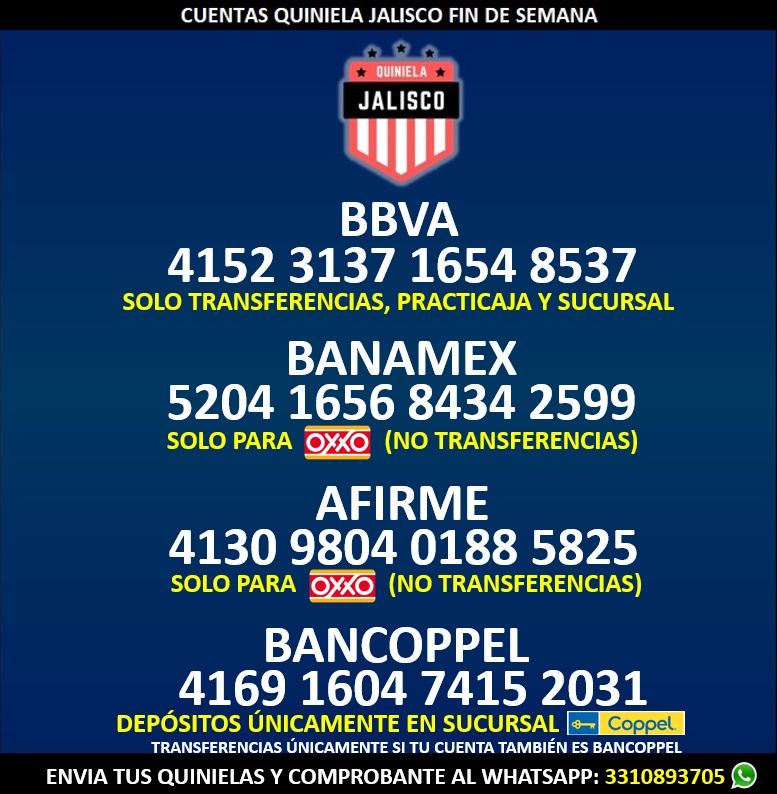 CUENTAS QUINIELA JALISCO FIN DE SEMANA
QUINIELA
JALISCO
BBVA
4152 3137 1654 8537
SOLO TRANSFERENCIAS, PRACTICAJA Y SUCURSAL
BANAMEX
5204 1656 8434 2599
SOLO PARA OXXO (NO TRANSFERENCIAS)
AFIRME
4130 9804 0188 5825
SOLO PARA OXXO (NO TRANSFERENCIAS)
BANCOPPEL
4169 1604 7415 2031
DEPÓSITOS ÚNICAMENTE EN SUCURSAL Coppel
TRANSFERENCIAS ÚNICAMENTE SI TU CUENTA TAMBIÉN ES BANCOPPEL
ENVIA TUS QUINIELAS Y COMPROBANTE AL WHATSAPP: 3310893705